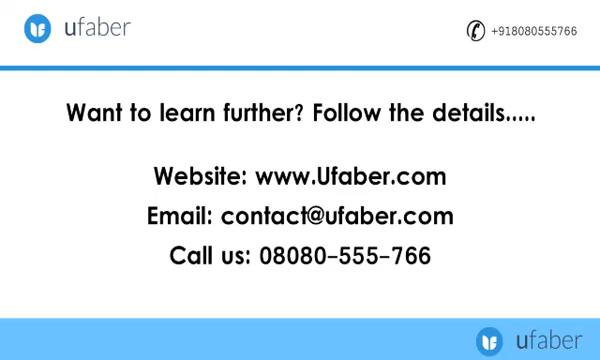 ufaber
+918080555766
Want to learn further? Follow the details.....
Website: www.Ufaber.com
Email: contact@ufaber.com
Call us: 08080-555-766
ufaber